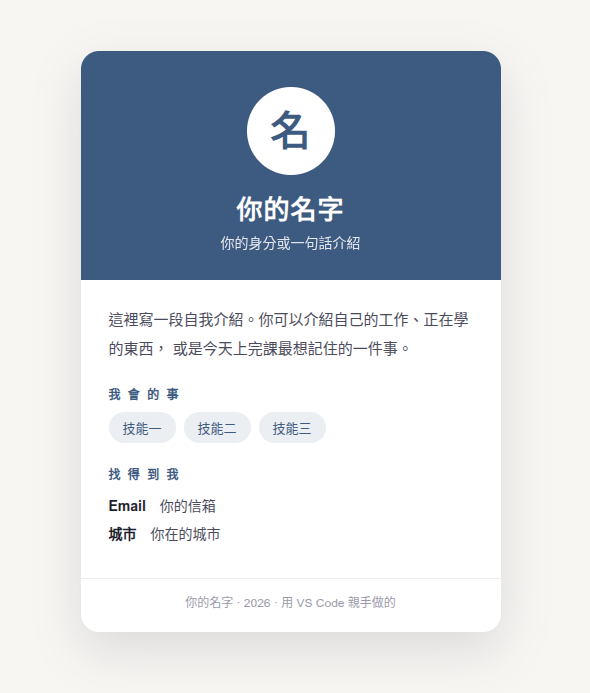 名
你的名字
你的身分或一句話介紹
這裡寫一段自我介紹。你可以介紹自己的工作、正在學
的東西， 或是今天上完課最想記住的一件事。
我會的事
技能一 技能二 技能三
找得到我
Email 你的信箱
城市 你在的城市
你的名字 · 2026 · 用 VS Code 親手做的